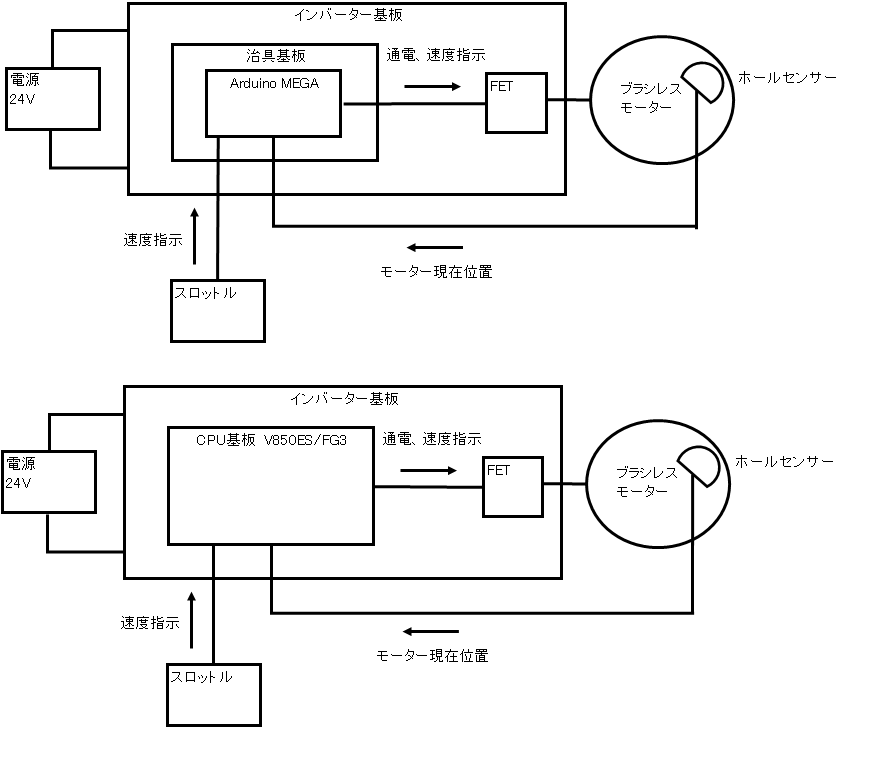 インバーター基板
治具基板
通電、速度指示
電源
24V
Arduino MEGA
FET
ブラシレス
モーター
ホールセンサー
速度指示
モーター現在位置
スロットル
インバーター基板
CPU基板 V850ES/FG3
通電、速度指示
電源
24V
FET
ブラシレス
モーター
ホールセンサー
速度指示
モーター現在位置
スロットル